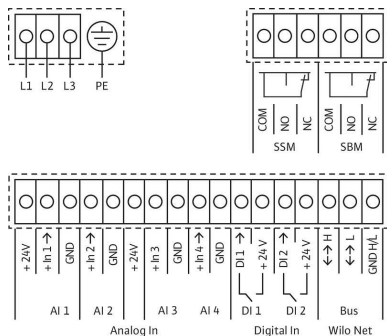 L1 L2 L3 PE
COM NO NC COM NO NC
SSM SBM
+ 24V + In 1 → GND + In 2 → GND + 24V + In 3 GND + In 4 → GND DI 1 → + 24 V DI 2 → + 24 V ↔ H ↔ L GND H/L
AI 1 AI 2 AI 3 AI 4 DI 1 DI 2 Bus
Analog In Digital In Wilo Net